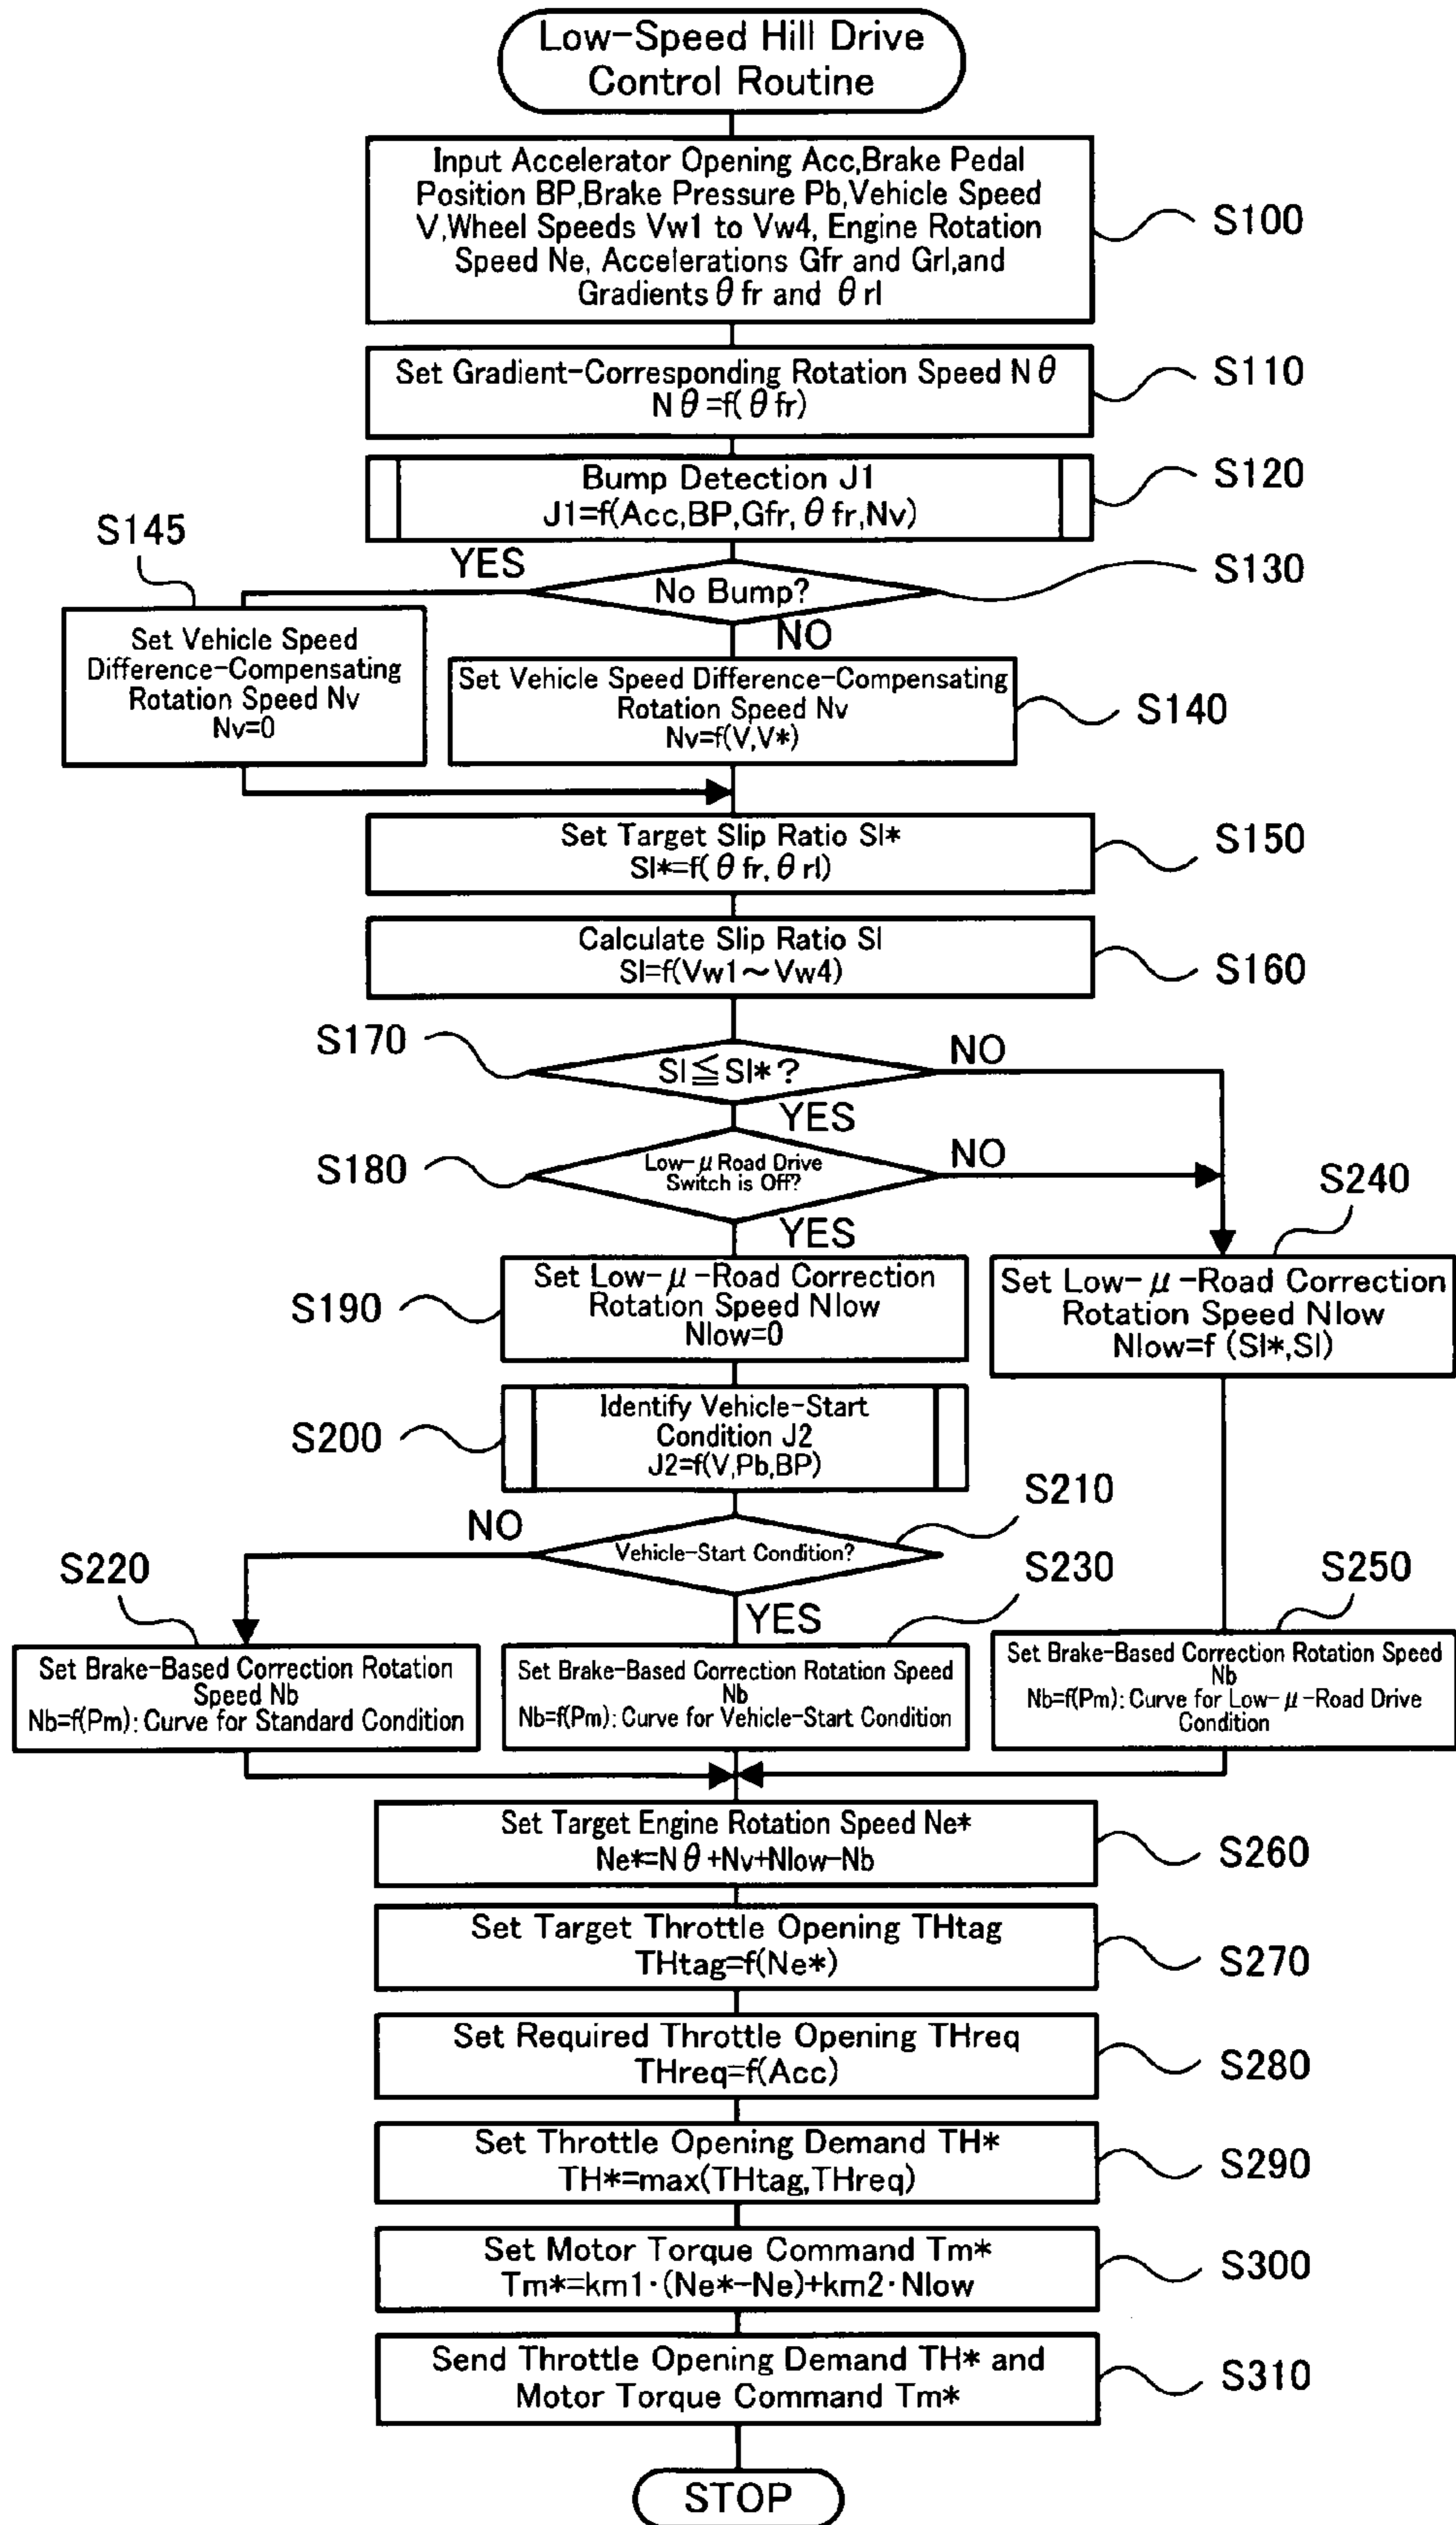 Low-Speed Hill Drive
Control Routine
Input Accelerator Opening Acc,Brake Pedal
Position BP,Brake Pressure Pb,Vehicle Speed
V,Wheel Speeds Vw1 to Vw4, Engine Rotation
Speed Ne, Accelerations Gfr and Grl,and
Gradients θ fr and θ rl
S100
Set Gradient-Corresponding Rotation Speed N θ
N θ =f( θ fr)
S110
Bump Detection J1
J1=f(Acc,BP,Gfr, θ fr,Nv)
S120
S145
YES
No Bump?
S130
NO
Set Vehicle Speed
Difference-Compensating
Rotation Speed Nv
Nv=0
Set Vehicle Speed Difference-Compensating
Rotation Speed Nv
Nv=f(V,V*)
S140
Set Target Slip Ratio Sl*
Sl*=f( θ fr, θ rl)
S150
Calculate Slip Ratio Sl
Sl=f(Vw1~Vw4)
S160
S170
Sl≦Sl*?
NO
YES
S180
Low-μ Road Drive
Switch is Off?
NO
YES
S240
S190
Set Low-μ-Road Correction
Rotation Speed Nlow
Nlow=0
Set Low-μ-Road Correction
Rotation Speed Nlow
Nlow=f (Sl*,Sl)
S200
Identify Vehicle-Start
Condition J2
J2=f(V,Pb,BP)
S210
NO
Vehicle-Start Condition?
YES
S220
S230
S250
Set Brake-Based Correction Rotation
Speed Nb
Nb=f(Pm): Curve for Standard Condition
Set Brake-Based Correction Rotation Speed
Nb
Nb=f(Pm): Curve for Vehicle-Start Condition
Set Brake-Based Correction Rotation Speed
Nb
Nb=f(Pm): Curve for Low-μ-Road Drive
Condition
Set Target Engine Rotation Speed Ne*
Ne*=N θ +Nv+Nlow-Nb
S260
Set Target Throttle Opening THtag
THtag=f(Ne*)
S270
Set Required Throttle Opening THreq
THreq=f(Acc)
S280
Set Throttle Opening Demand TH*
TH*=max(THtag,THreq)
S290
Set Motor Torque Command Tm*
Tm*=km1·(Ne*-Ne)+km2·Nlow
S300
Send Throttle Opening Demand TH* and
Motor Torque Command Tm*
S310
STOP